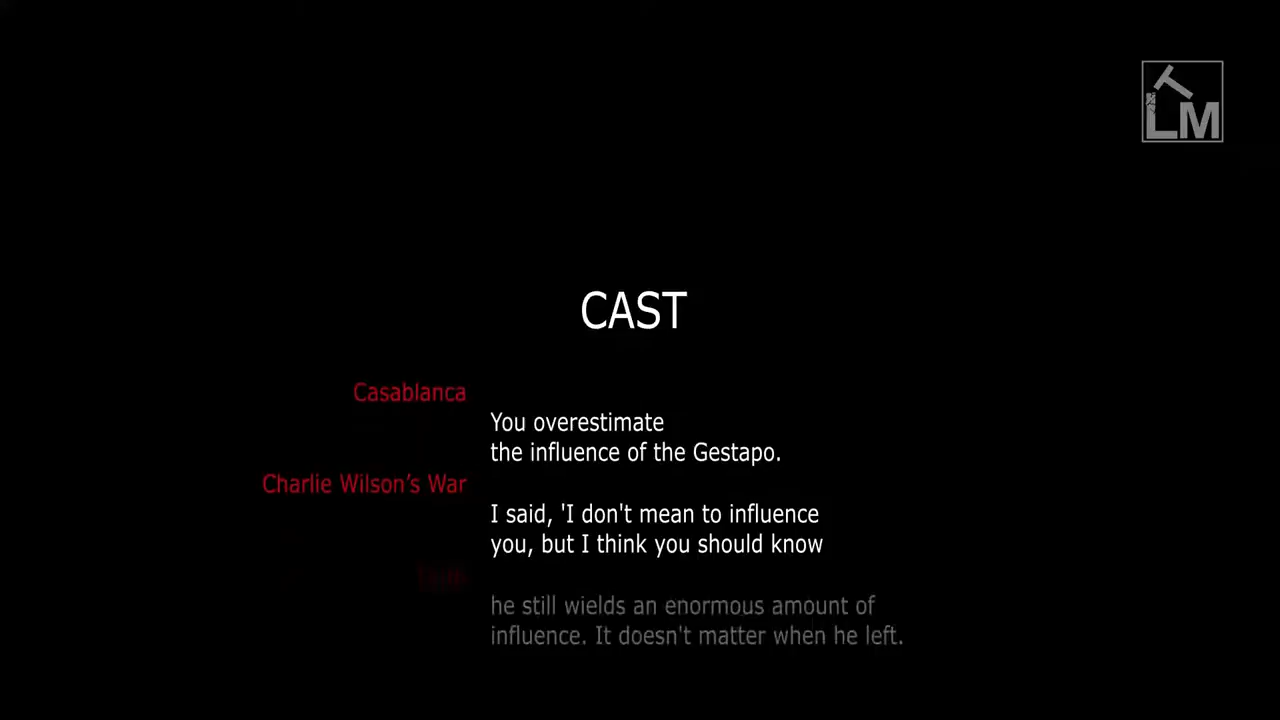 TLM
CAST
Casablanca
You overestimate
the influence of the Gestapo.
Charlie Wilson’s War
I said, 'I don't mean to influence
you, but I think you should know
he still wields an enormous amount of
influence. It doesn't matter when he left.